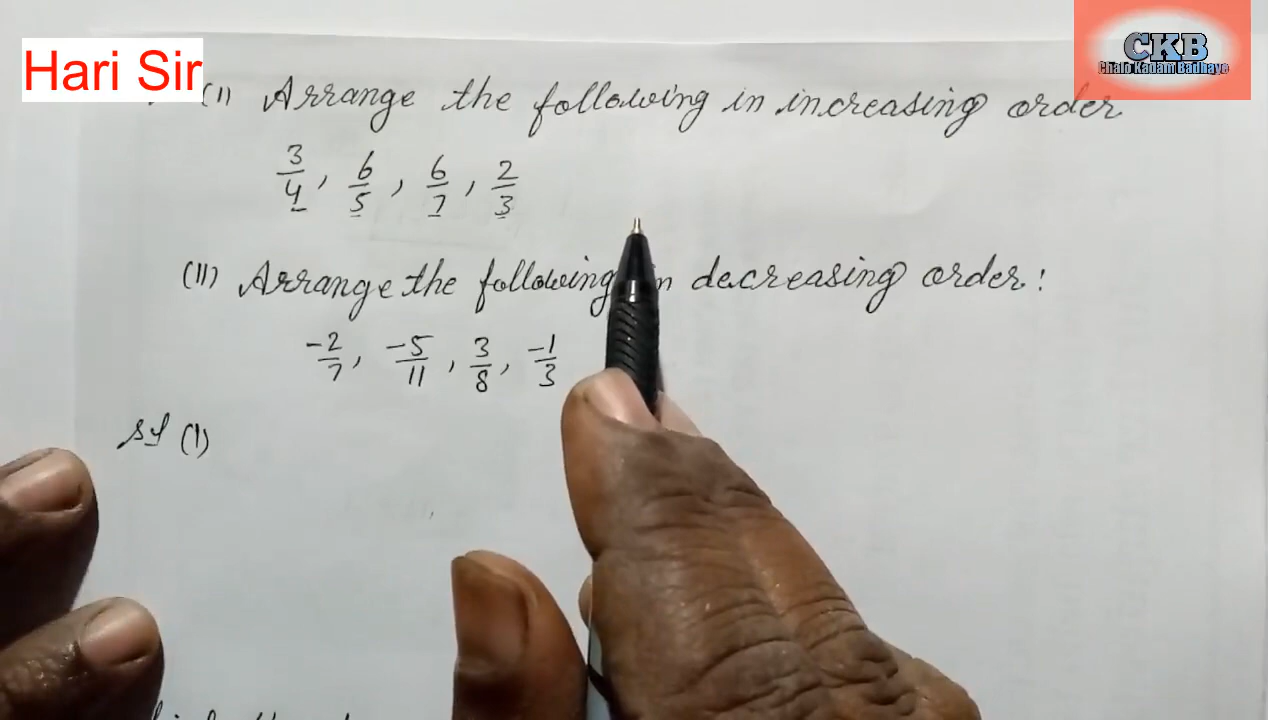 Hari Sir
CKB
Chalo Kadam Badhaye
(I) Arrange the following in increasing order
3/4, 6/5, 6/7, 2/3
(II) Arrange the following in decreasing order:
-2/7, -5/11, 3/8, -1/3
(I)